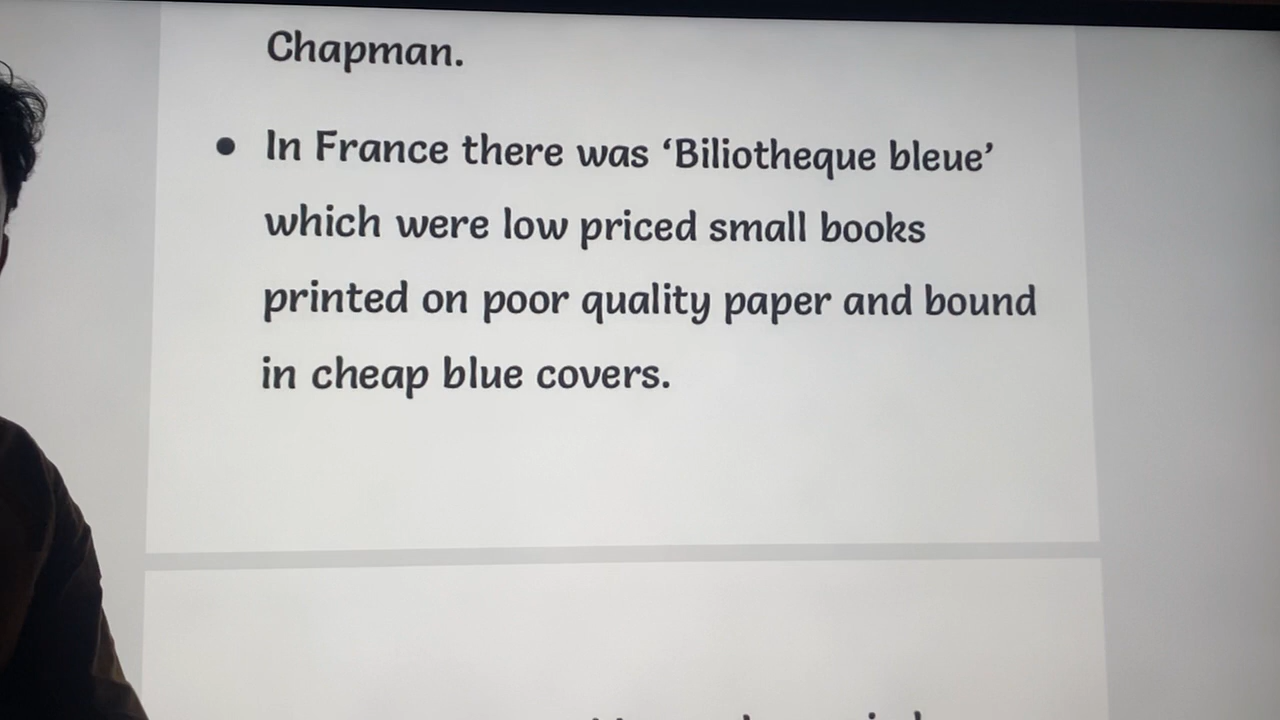 Chapman.
• In France there was ‘Biliotheque bleue’
which were low priced small books
printed on poor quality paper and bound
in cheap blue covers.